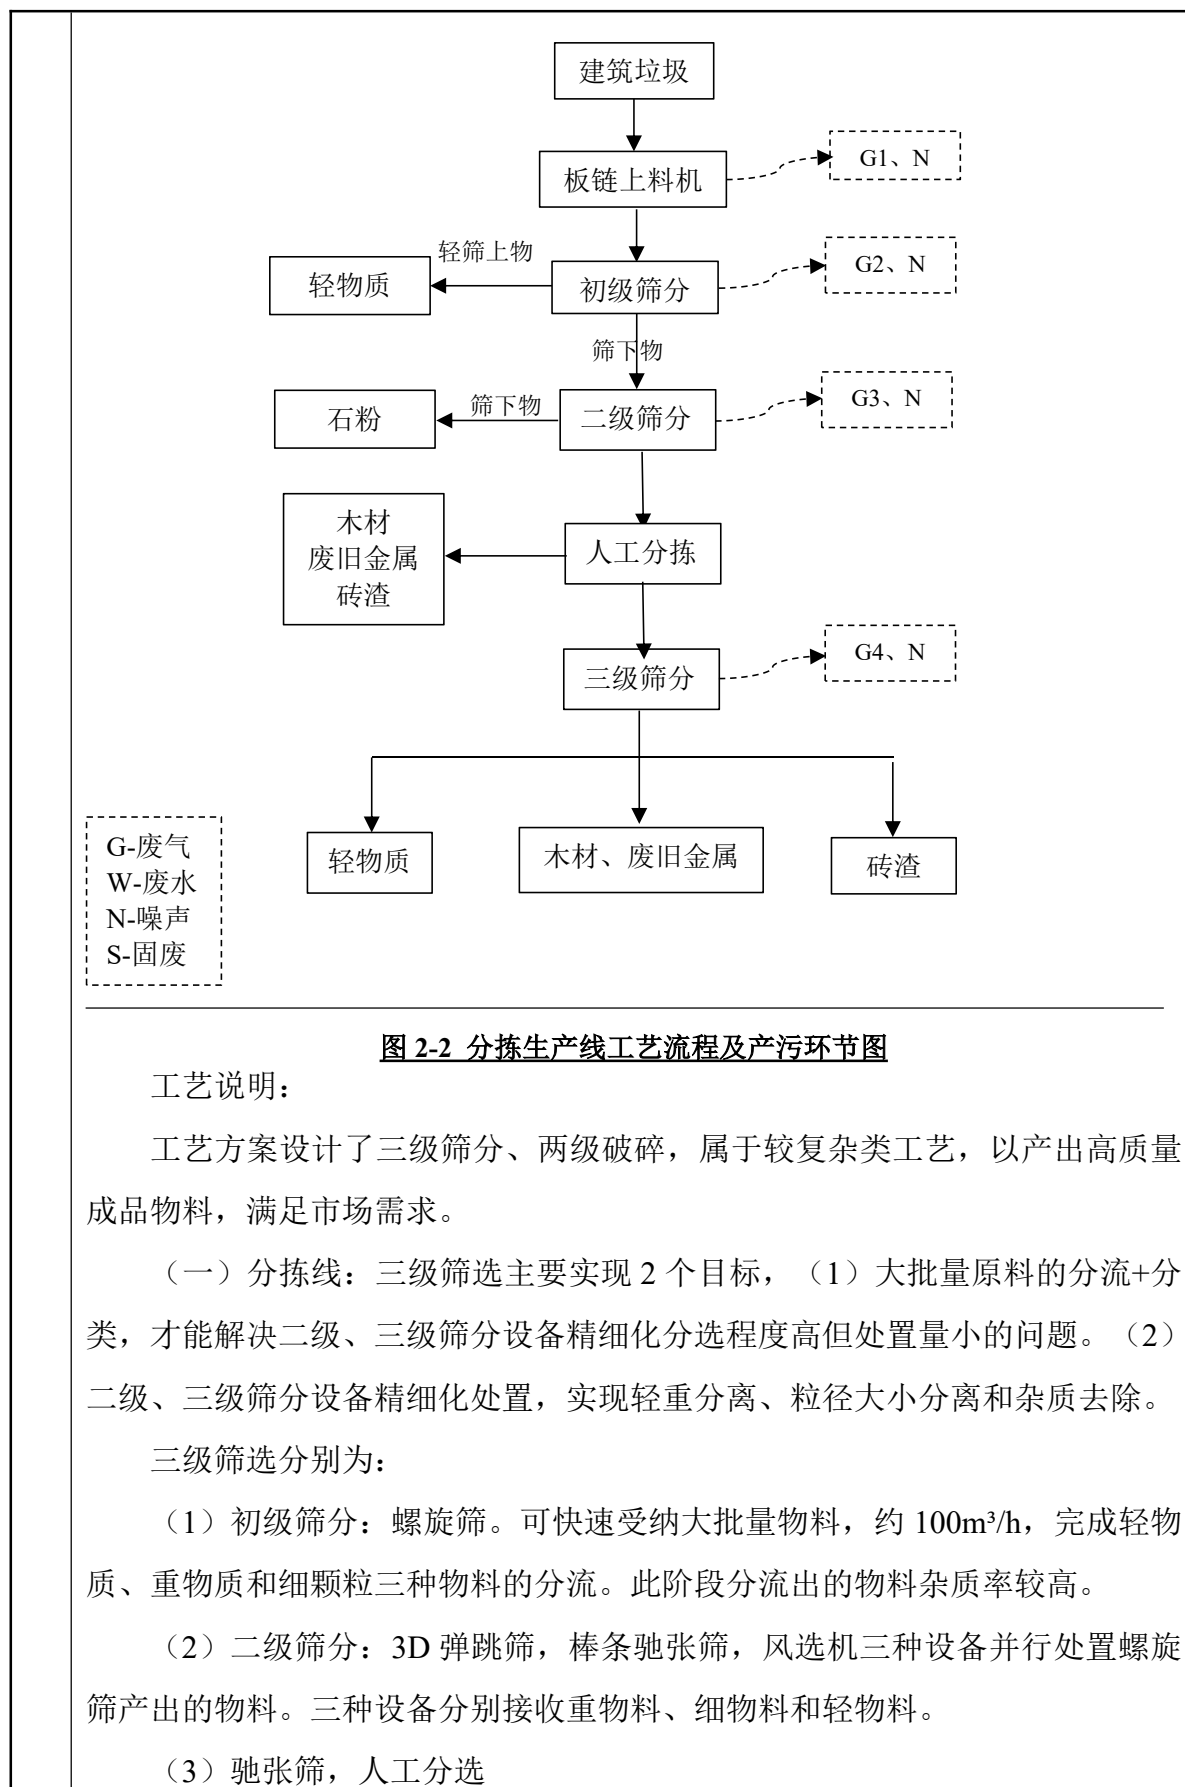 建筑垃圾
板链上料机
G1、N
轻筛上物
轻物质
初级筛分
G2、N
筛下物
石粉
筛下物
二级筛分
G3、N
木材
废旧金属
砖渣
人工分拣
三级筛分
G4、N
轻物质
木材、废旧金属
砖渣
G-废气
W-废水
N-噪声
S-固废
图 2-2 分拣生产线工艺流程及产污环节图
工艺说明：
工艺方案设计了三级筛分、两级破碎，属于较复杂类工艺，以产出高质量
成品物料，满足市场需求。
（一）分拣线：三级筛选主要实现 2 个目标，（1）大批量原料的分流+分
类，才能解决二级、三级筛分设备精细化分选程度高但处置量小的问题。（2）
二级、三级筛分设备精细化处置，实现轻重分离、粒径大小分离和杂质去除。
三级筛选分别为：
（1）初级筛分：螺旋筛。可快速受纳大批量物料，约 100m³/h，完成轻物
质、重物质和细颗粒三种物料的分流。此阶段分流出的物料杂质率较高。
（2）二级筛分：3D 弹跳筛，棒条驰张筛，风选机三种设备并行处置螺旋
筛产出的物料。三种设备分别接收重物料、细物料和轻物料。
（3）驰张筛，人工分选